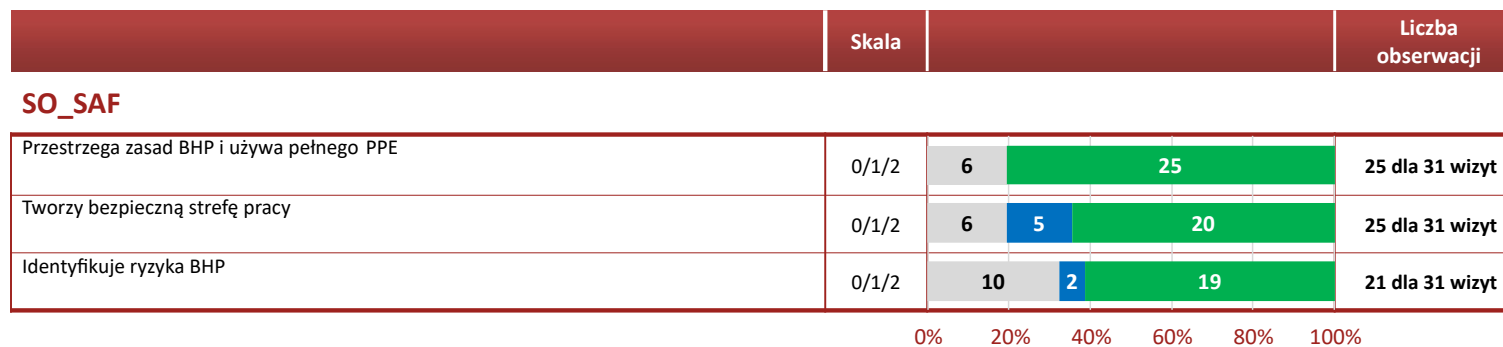 Skala
Liczba
obserwacji
SO_SAF
Przestrzega zasad BHP i używa pełnego PPE
0/1/2
6
25
25 dla 31 wizyt
Tworzy bezpieczną strefę pracy
0/1/2
6
5
20
25 dla 31 wizyt
Identyfikuje ryzyka BHP
0/1/2
10
2
19
21 dla 31 wizyt
0% 20% 40% 60% 80% 100%